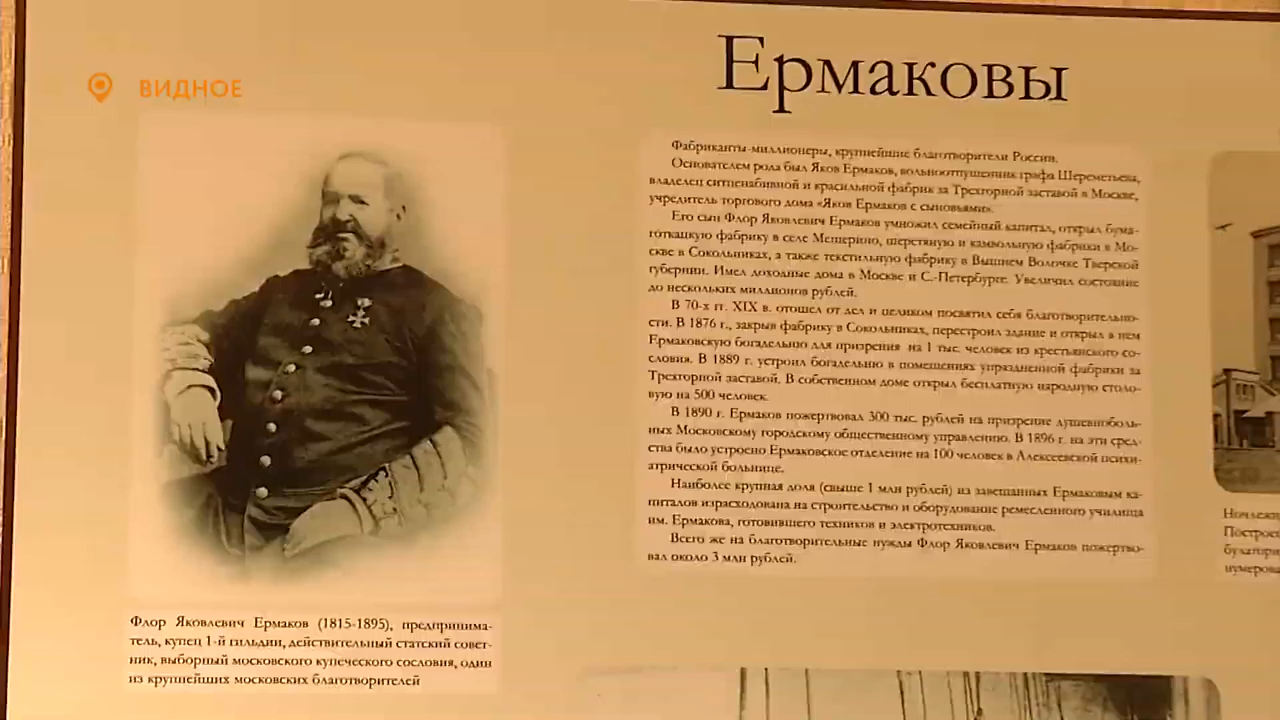 ВИДНОЕ
Ермаковы
Фабриканты-миллионеры, крупнейшие благотворители России.
Основателем рода был Яков Ермаков, вольноотпущенник графа Шереметьева,
владелец ситценабивной и красильной фабрик за Трехгорной заставой в Москве,
учредитель торгового дома «Яков Ермаков с сыновьями».
Его сын Флор Яковлевич Ермаков умножил семейный капитал, открыл бума-
готкацкую фабрику в селе Мещерино, шерстяную и камвольную фабрики в Мо-
скве в Сокольниках, а также текстильную фабрику в Вышнем Волочке Тверской
губернии. Имел доходные дома в Москве и С.-Петербурге. Увеличил состояние
до нескольких миллионов рублей.
В 70-х гг. XIX в. отошел от дел и целиком посвятил себя благотворительно-
сти. В 1876 г., закрыв фабрику в Сокольниках, перестроил здание и открыл в нем
Ермаковскую богадельню для призрения на 1 тыс. человек из крестьянского со-
словия. В 1889 г. устроил богадельню в помещениях упраздненной фабрики за
Трехгорной заставой. В собственном доме открыл бесплатную народную столо-
вую на 500 человек.
В 1890 г. Ермаков пожертвовал 300 тыс. рублей на призрение душевноболь-
ных Московскому городскому общественному управлению. В 1896 г. на эти сред-
ства было устроено Ермаковское отделение на 100 человек в Алексеевской психи-
атрической больнице.
Наиболее крупная доля (свыше 1 млн рублей) из завещанных Ермаковым ка-
питалов израсходована на строительство и оборудование ремесленного училища
им. Ермакова, готовившего техников и электротехников.
Всего же на благотворительные нужды Флор Яковлевич Ермаков пожертво-
вал около 3 млн рублей.
Флор Яковлевич Ермаков (1815-1895), предпринима-
тель, купец 1-й гильдии, действительный статский совет-
ник, выборный московского купеческого сословия, один
из крупнейших московских благотворителей